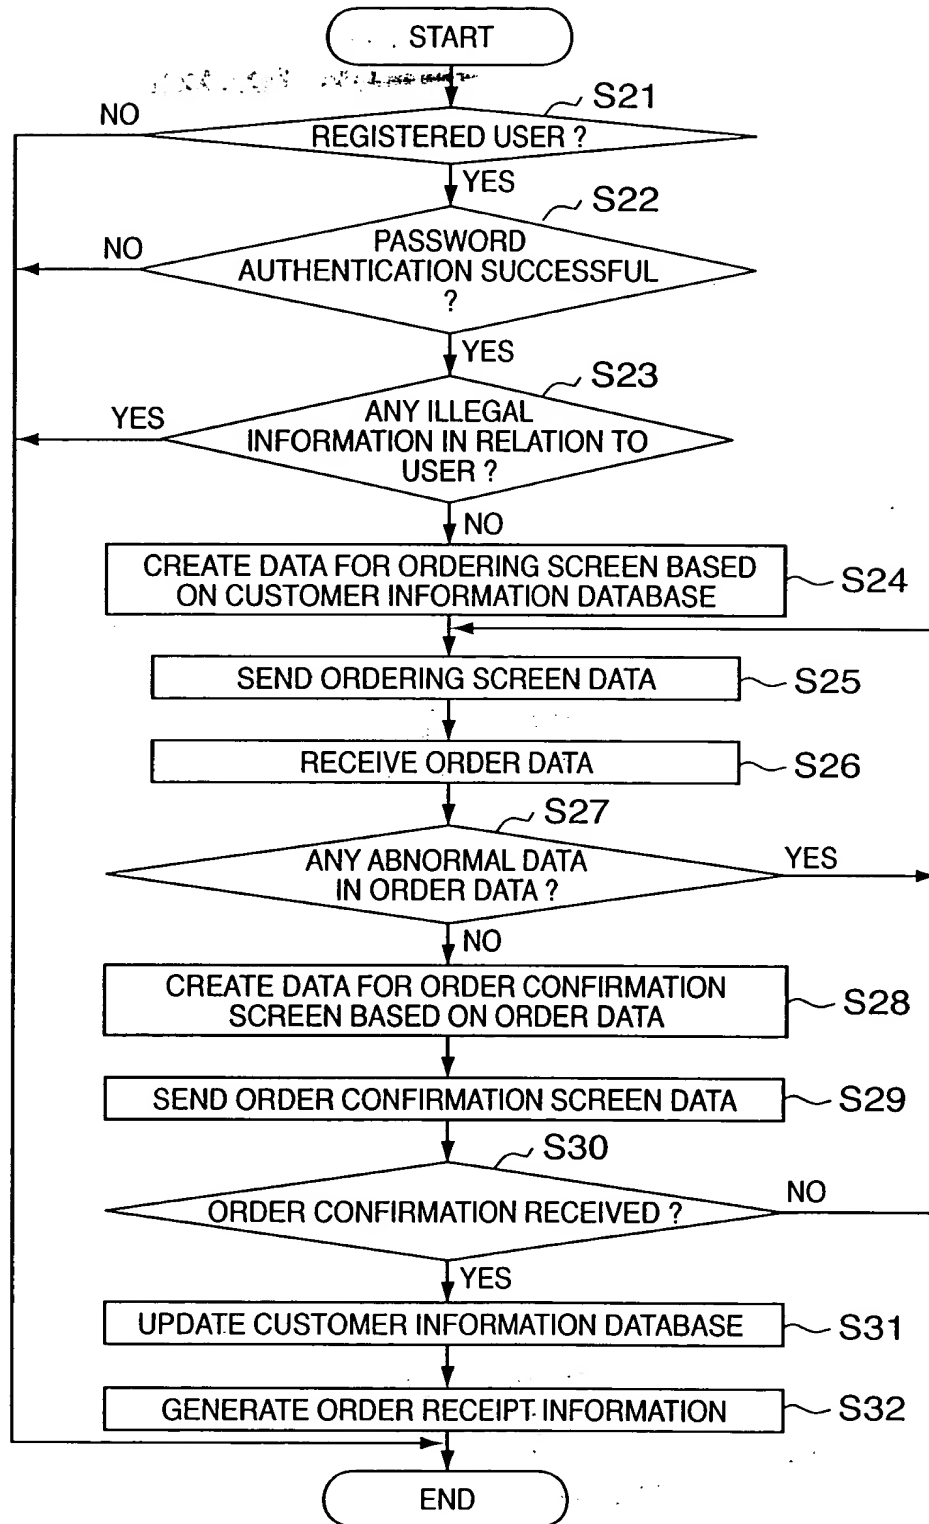 START
S21
NO
REGISTERED USER ?
YES
S22
NO
PASSWORD
AUTHENTICATION SUCCESSFUL
?
YES
S23
YES
ANY ILLEGAL
INFORMATION IN RELATION TO
USER ?
NO
CREATE DATA FOR ORDERING SCREEN BASED
ON CUSTOMER INFORMATION DATABASE
S24
SEND ORDERING SCREEN DATA
S25
RECEIVE ORDER DATA
S26
S27
ANY ABNORMAL DATA
IN ORDER DATA ?
YES
NO
CREATE DATA FOR ORDER CONFIRMATION
SCREEN BASED ON ORDER DATA
S28
SEND ORDER CONFIRMATION SCREEN DATA
S29
S30
NO
ORDER CONFIRMATION RECEIVED ?
YES
UPDATE CUSTOMER INFORMATION DATABASE
S31
GENERATE ORDER RECEIPT INFORMATION
S32
END